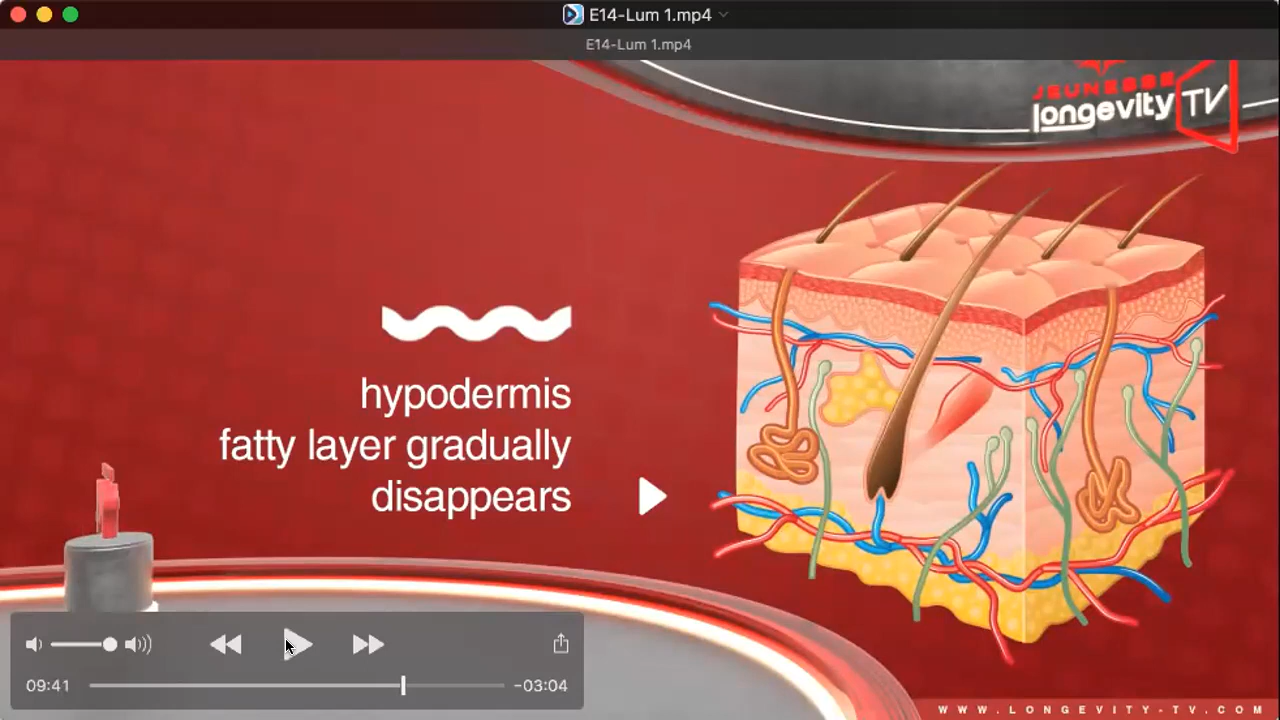 E14-Lum 1.mp4
E14-Lum 1.mp4
JEUNESSE
longevity TV
hypodermis
fatty layer gradually
disappears
09:41
-03:04
WWW.LONGEVITY-TV.COM